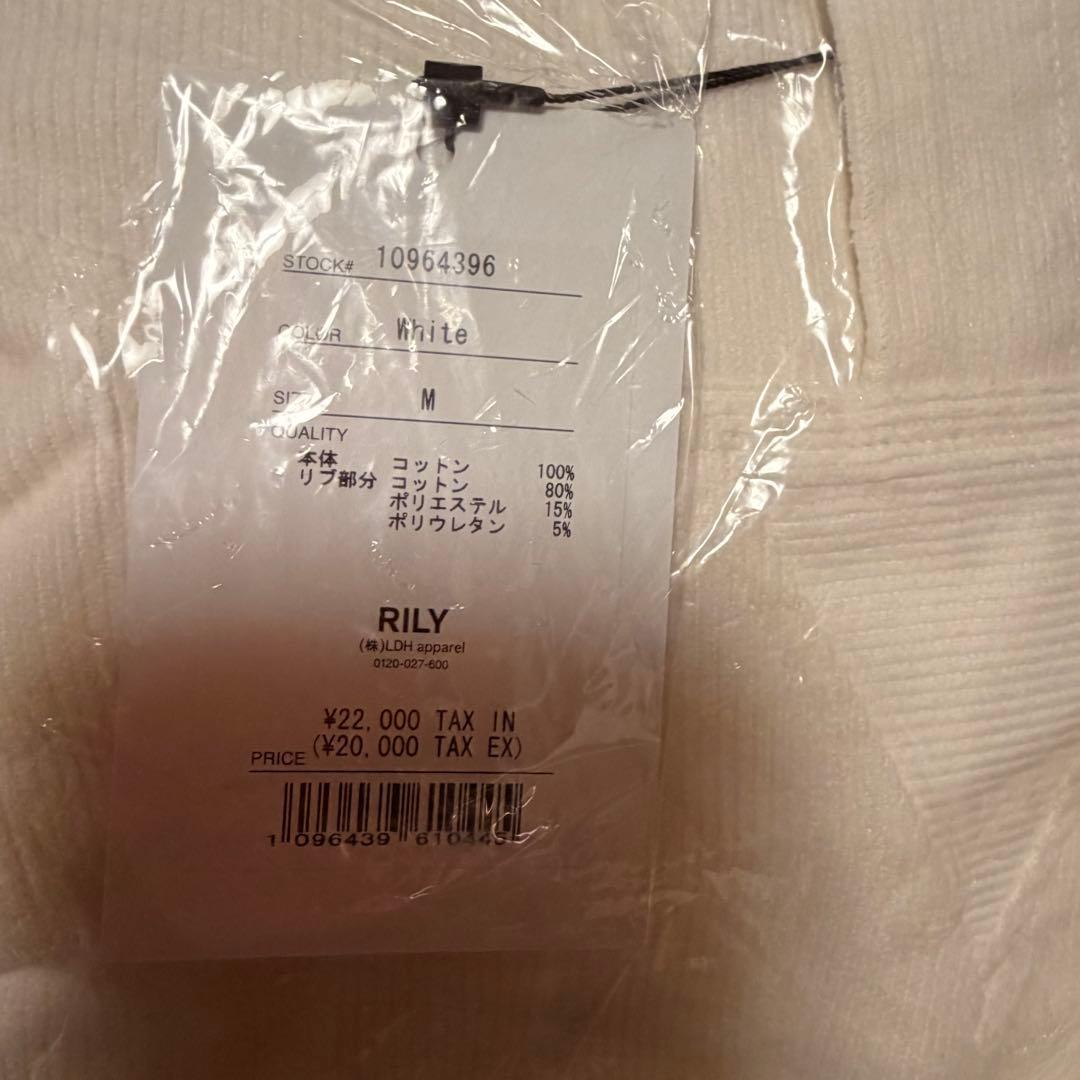 STOCK# 10964396
COLOR White
SIZE M
QUALITY
本体 コットン 100%
リブ部分 コットン 80%
ポリエステル 15%
ポリウレタン 5%
RILY
(株)LDH apparel
0120-027-600
¥22,000 TAX IN
PRICE (¥20,000 TAX EX)
1 096439